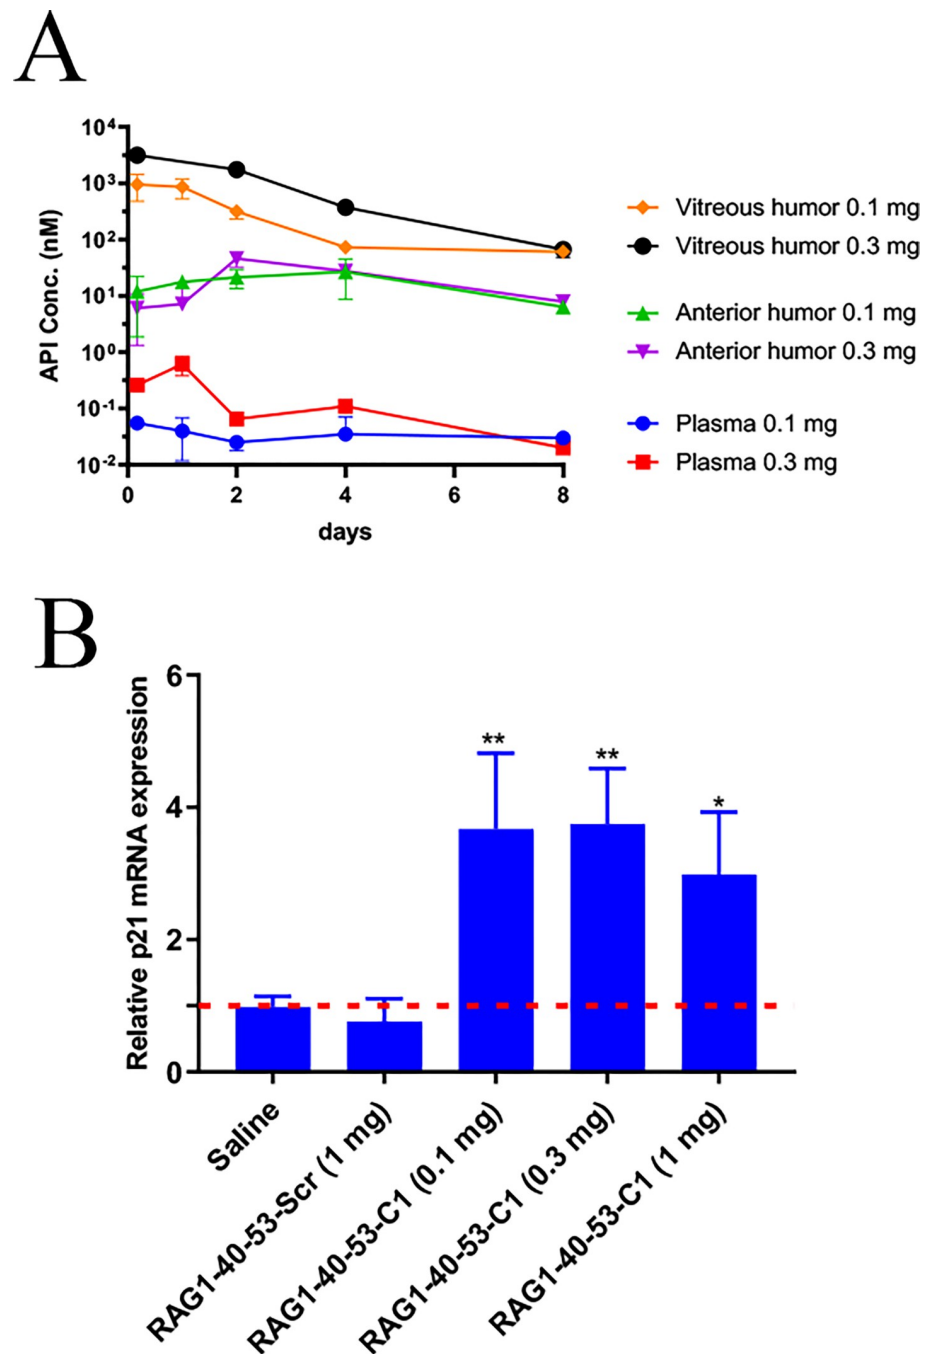 A
10⁴
10³
10²
10¹
10⁰
10⁻¹
10⁻²
API Conc. (nM)
0 2 4 6 8
days
Vitreous humor 0.1 mg
Vitreous humor 0.3 mg
Anterior humor 0.1 mg
Anterior humor 0.3 mg
Plasma 0.1 mg
Plasma 0.3 mg
B
Relative p21 mRNA expression
6
4
2
0
** ** *
Saline
RAG1-40-53-Scr (1 mg)
RAG1-40-53-C1 (0.1 mg)
RAG1-40-53-C1 (0.3 mg)
RAG1-40-53-C1 (1 mg)